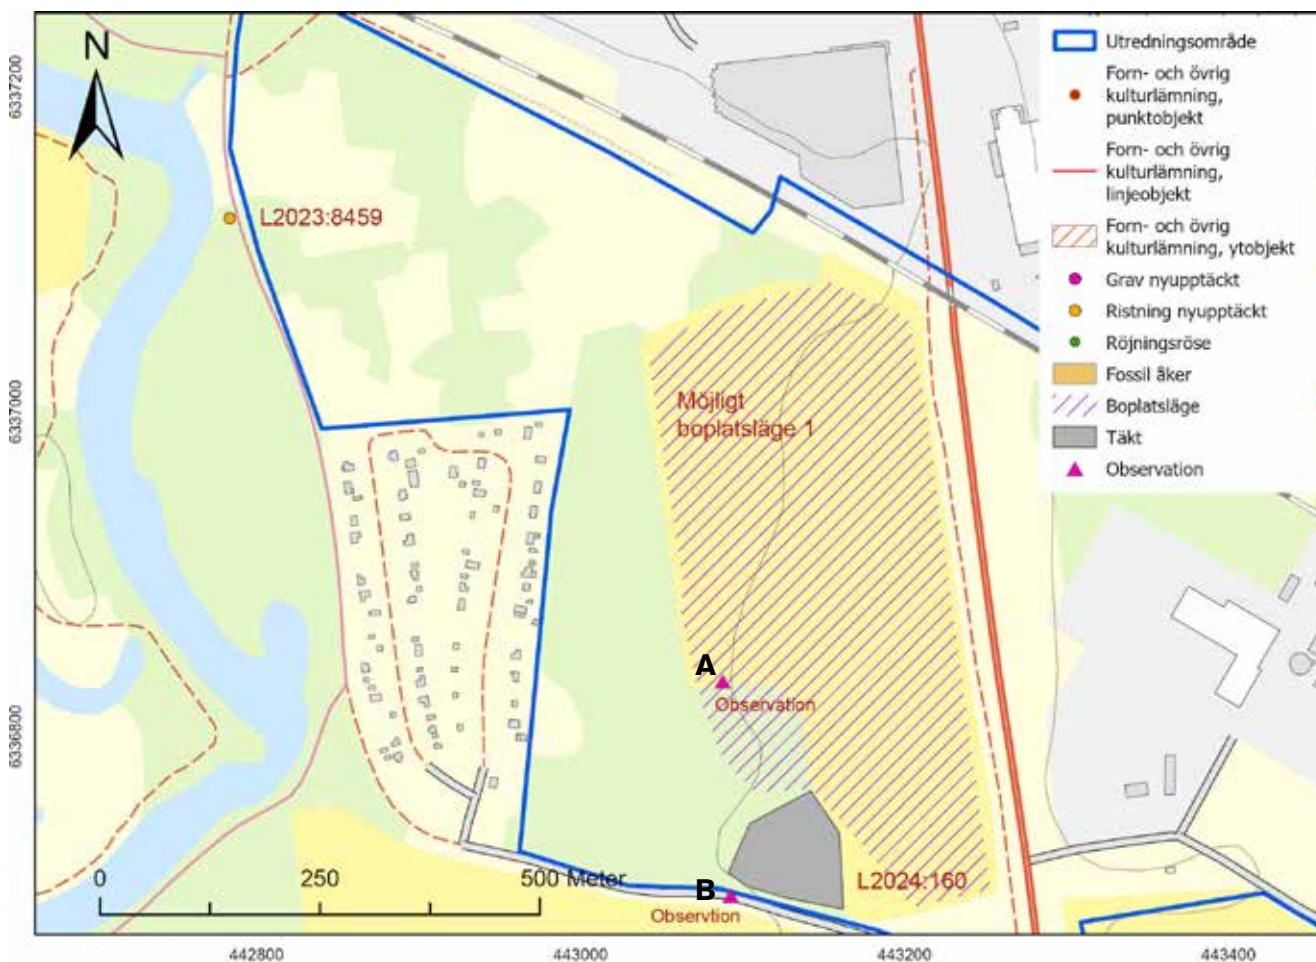 N
6337200
6337000
6336800
L2023:8459
Möjligt
boplatsläge 1
A
Observation
B
Observtion
L2024:160
0 250 500 Meter
442800 443000 443200 443400
Utredningsområde
Forn- och övrig
kulturlämning,
punktobjekt
Forn- och övrig
kulturlämning,
linjeobjekt
Forn- och övrig
kulturlämning, ytobjekt
Grav nyupptäckt
Ristning nyupptäckt
Röjningsröse
Fossil åker
Boplatsläge
Täkt
Observation